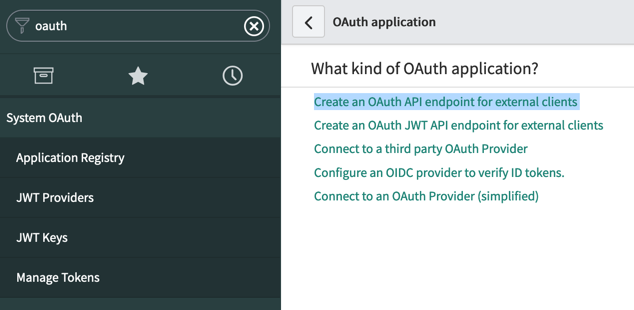 oauth
System OAuth
Application Registry
JWT Providers
JWT Keys
Manage Tokens
OAuth application
What kind of OAuth application?
Create an OAuth API endpoint for external clients
Create an OAuth JWT API endpoint for external clients
Connect to a third party OAuth Provider
Configure an OIDC provider to verify ID tokens.
Connect to an OAuth Provider (simplified)